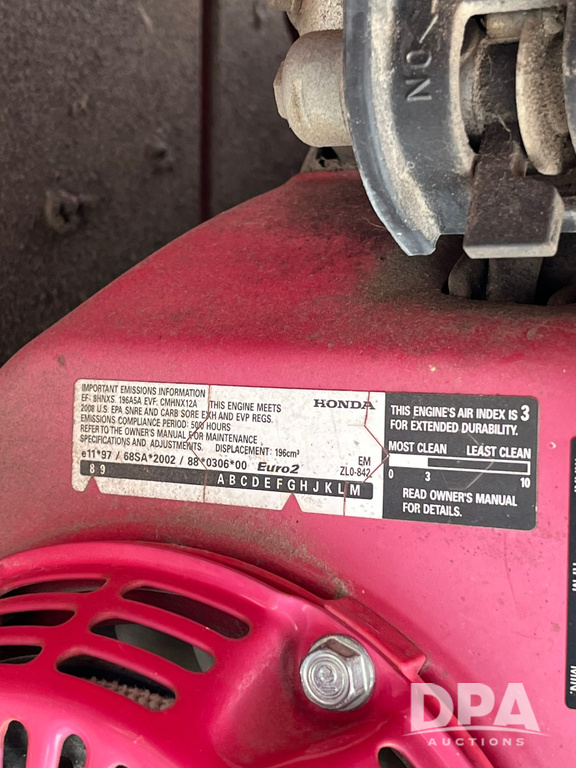 ON
IMPORTANT EMISSIONS INFORMATION
EF: 8HNXS. 196A5A EVF: CMHNX12A THIS ENGINE MEETS
2008 U.S. EPA SNRE AND CARB SORE EXH AND EVP REGS.
EMISSIONS COMPLIANCE PERIOD: 500 HOURS
REFER TO THE OWNER'S MANUAL FOR MAINTENANCE
SPECIFICATIONS AND ADJUSTMENTS. DISPLACEMENT: 196cm³
HONDA
e11*97 / 68SA*2002 / 88*0306*00 Euro2
EM
ZL0-842
8 9 A B C D E F G H J K L M
THIS ENGINE'S AIR INDEX IS 3
FOR EXTENDED DURABILITY.
MOST CLEAN LEAST CLEAN
0 3 10
READ OWNER'S MANUAL
FOR DETAILS.
DPA
AUCTIONS